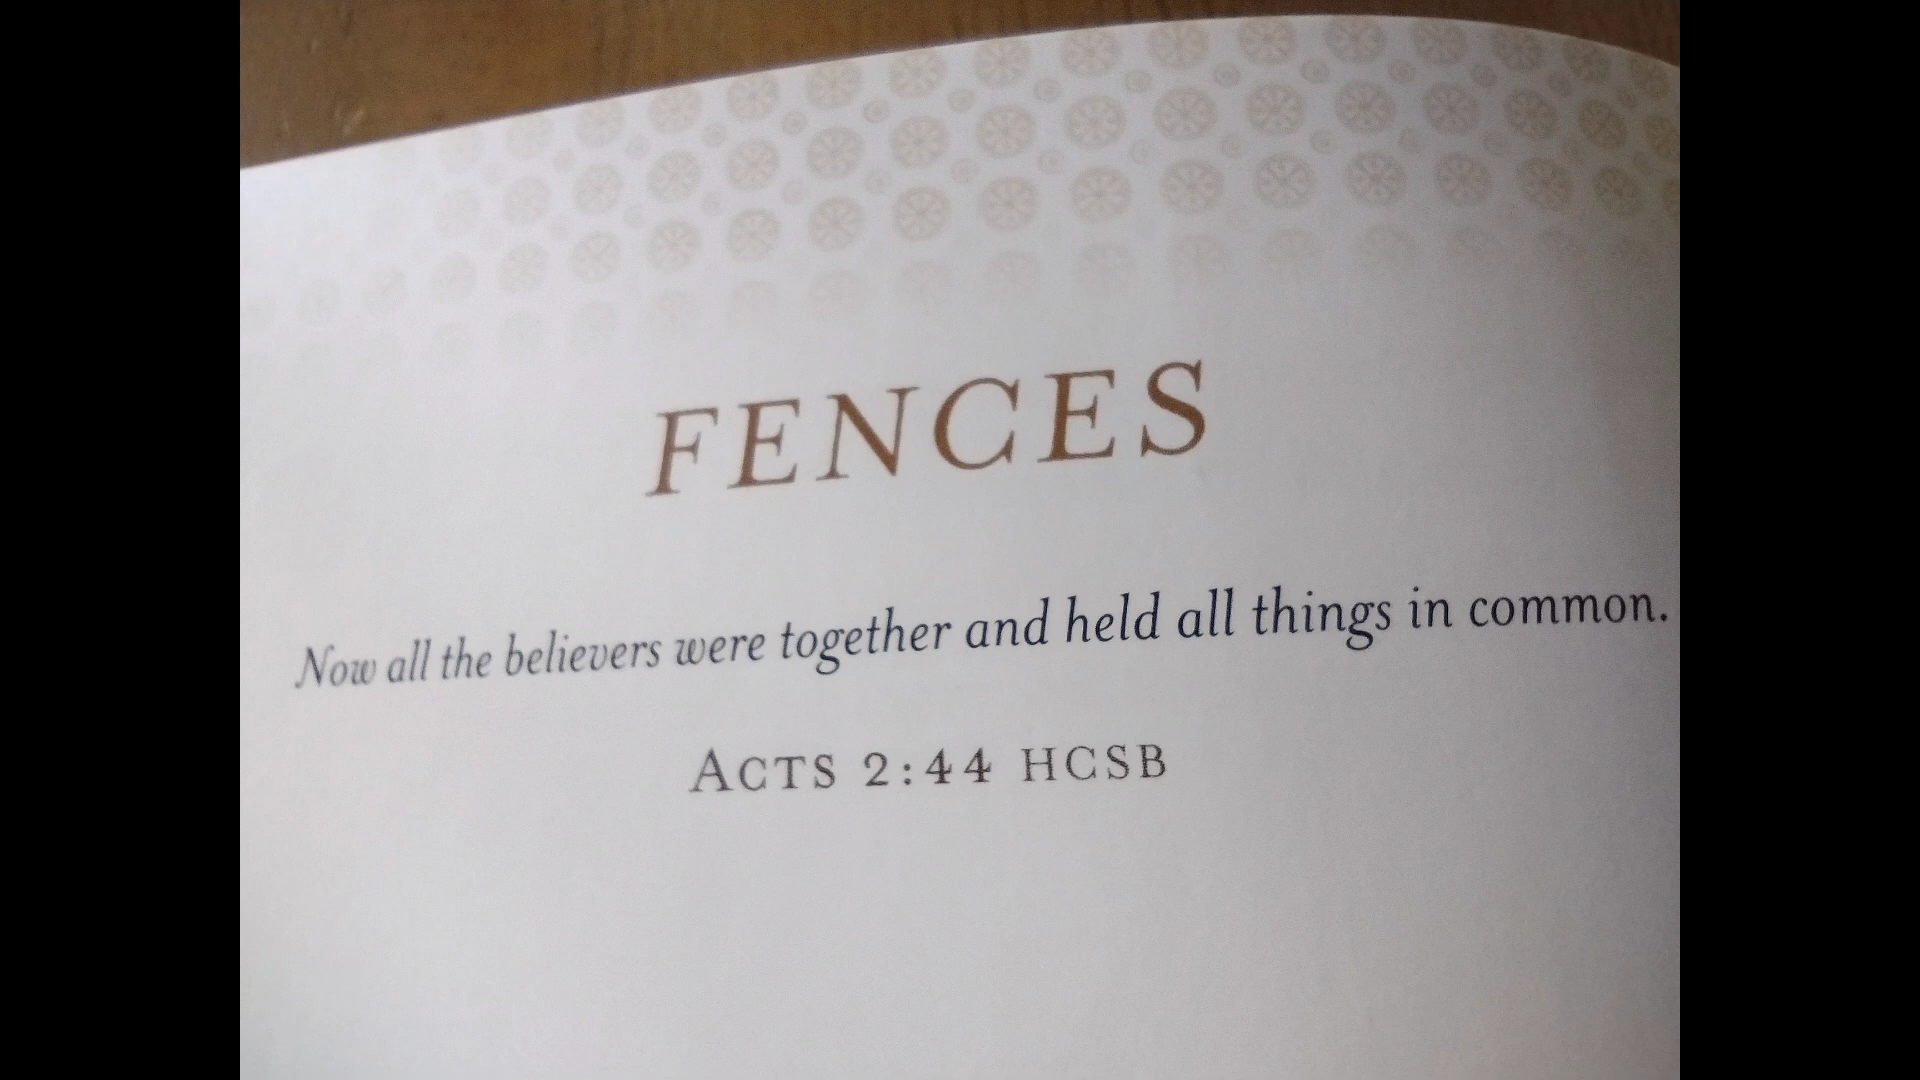 FENCES
Now all the believers were together and held all things in common.
ACTS 2:44 HCSB